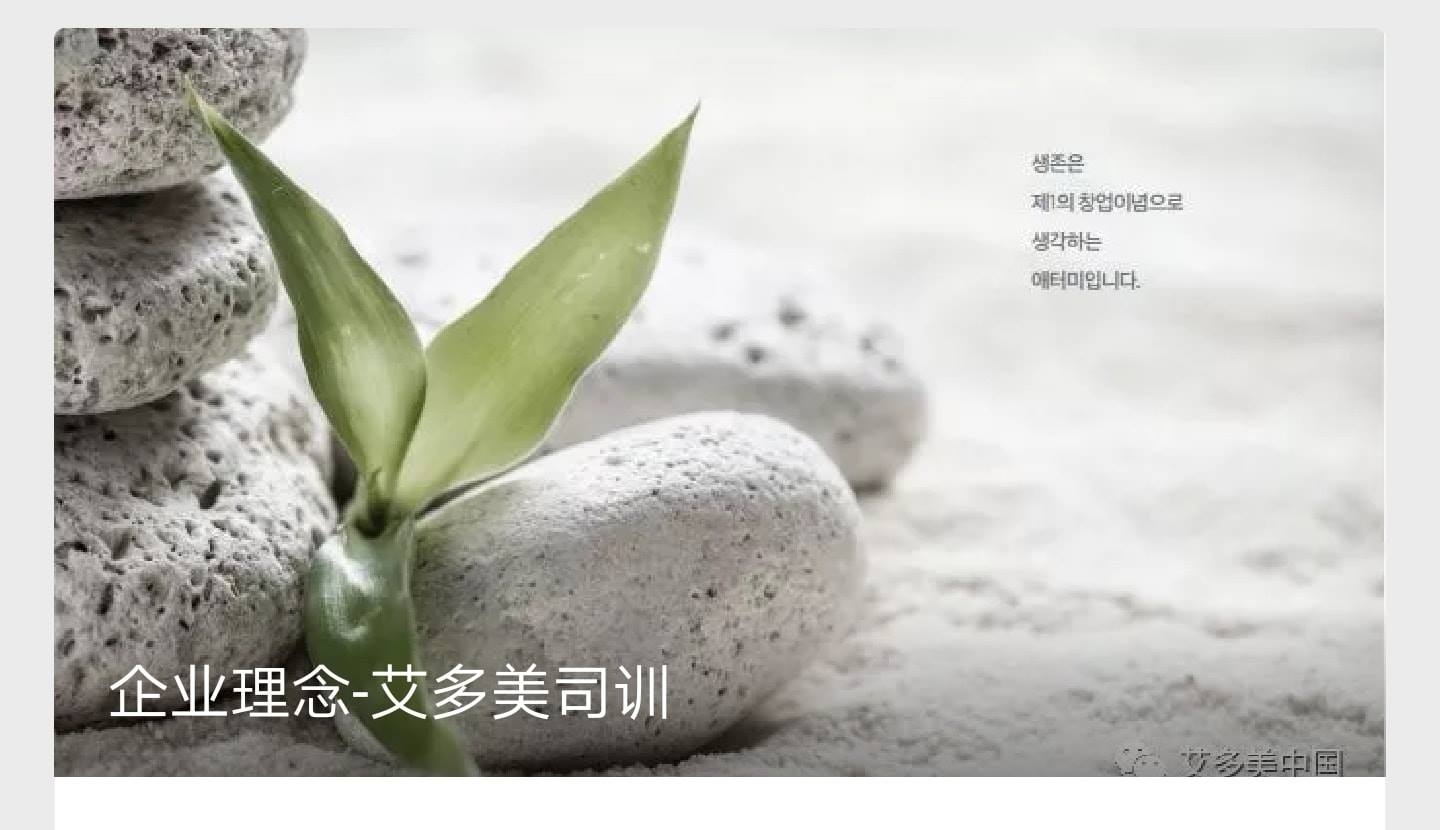 생존은
제1의 창업이념으로
생각하는
애터미입니다.
企业理念-艾多美司训
艾多美中国